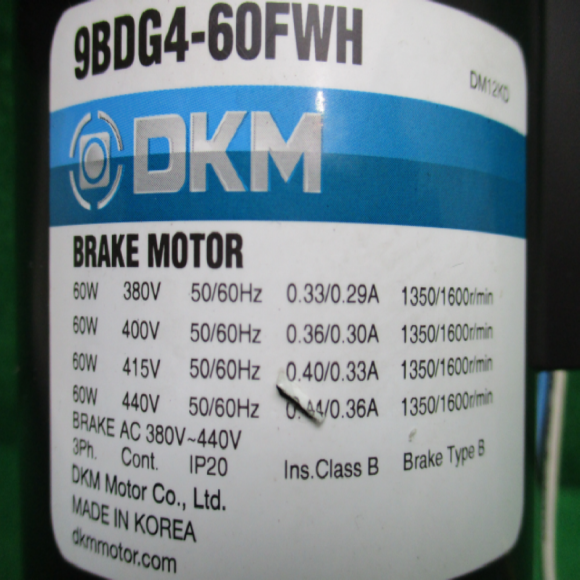 9BDG4-60FWH
DM12KD
DKM
BRAKE MOTOR
60W 380V 50/60Hz 0.33/0.29A 1350/1600r/min
60W 400V 50/60Hz 0.36/0.30A 1350/1600r/min
60W 415V 50/60Hz 0.40/0.33A 1350/1600r/min
60W 440V 50/60Hz 0.44/0.36A 1350/1600r/min
BRAKE AC 380V~440V
3Ph. Cont. IP20 Ins.Class B Brake Type B
DKM Motor Co., Ltd.
MADE IN KOREA
dkmmotor.com